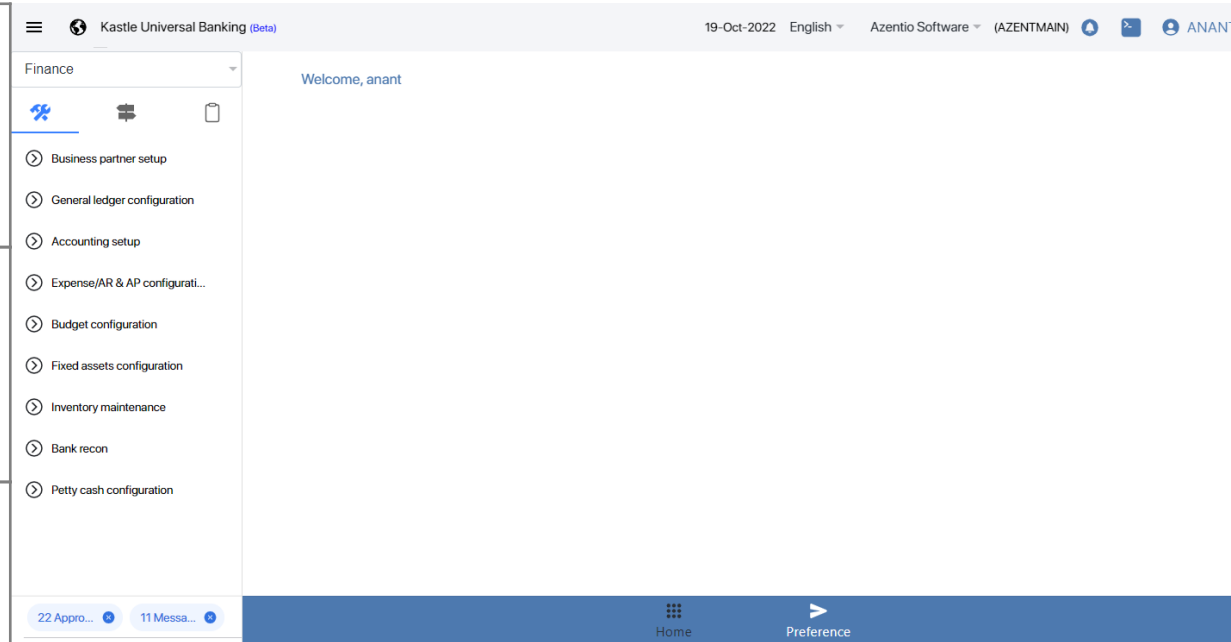 Kastle Universal Banking (Beta)
19-Oct-2022 English Azentio Software (AZENTMAIN) ANANT
Finance
Welcome, anant
Business partner setup
General ledger configuration
Accounting setup
Expense/AR & AP configurati...
Budget configuration
Fixed assets configuration
Inventory maintenance
Bank recon
Petty cash configuration
22 Appro... 11 Messa...
Home Preference